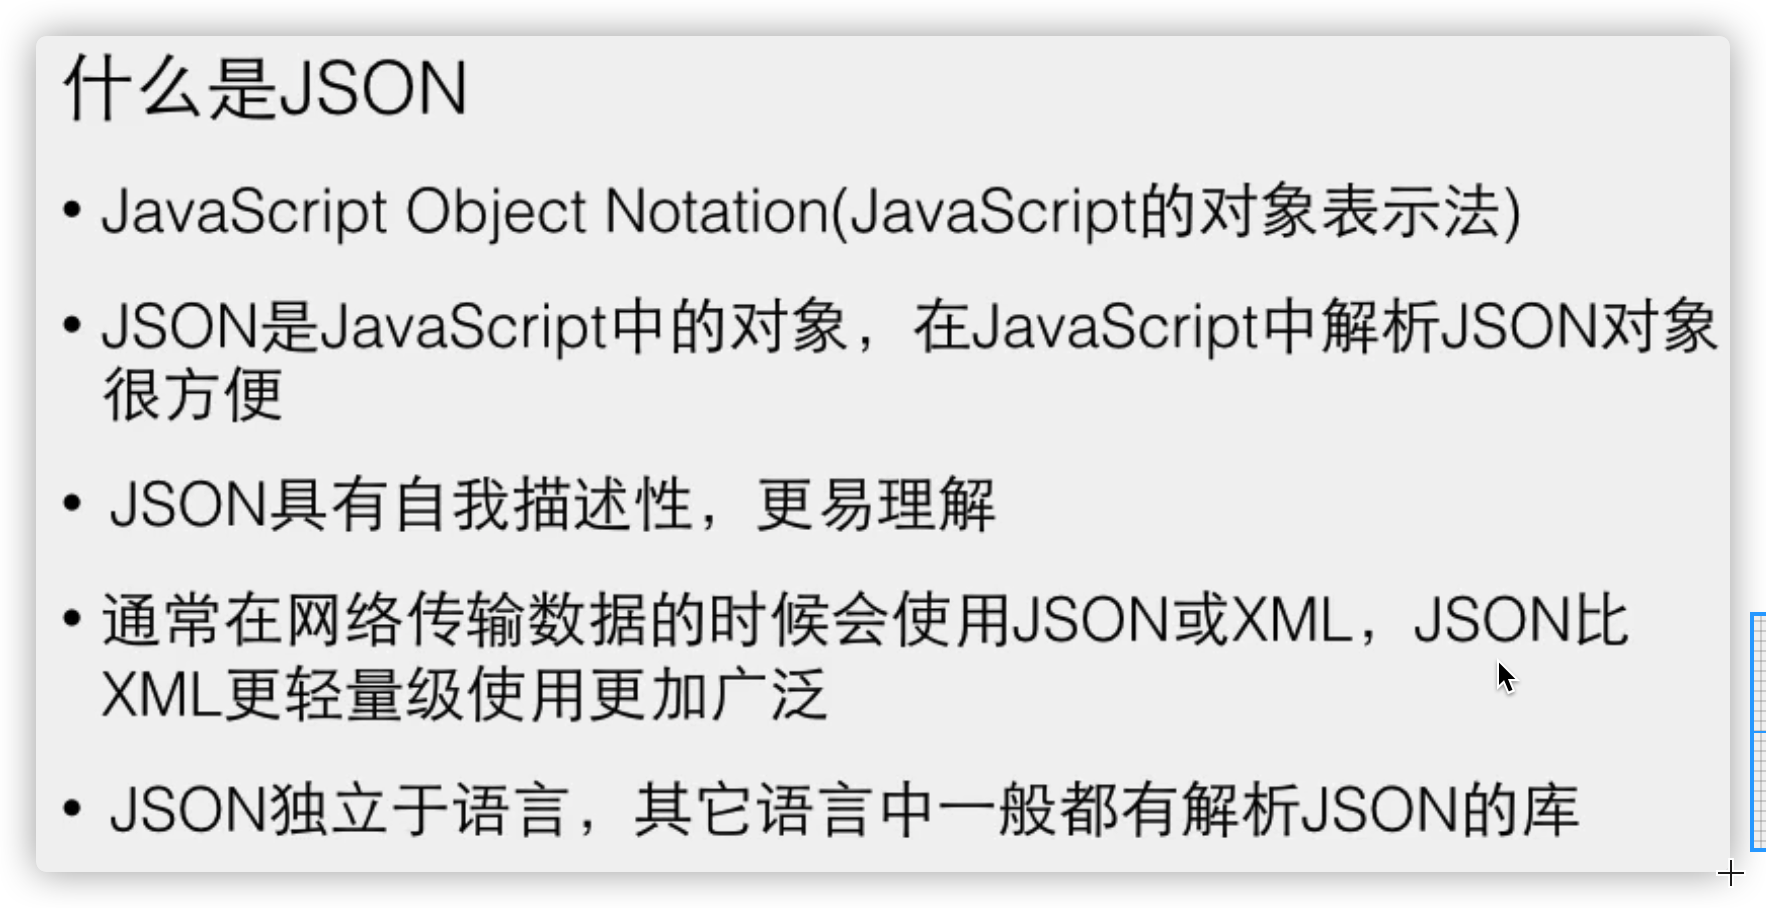 什么是JSON
• JavaScript Object Notation(JavaScript的对象表示法)
• JSON是JavaScript中的对象，在JavaScript中解析JSON对象
很方便
• JSON具有自我描述性，更易理解
• 通常在网络传输数据的时候会使用JSON或XML，JSON比
XML更轻量级使用更加广泛
• JSON独立于语言，其它语言中一般都有解析JSON的库